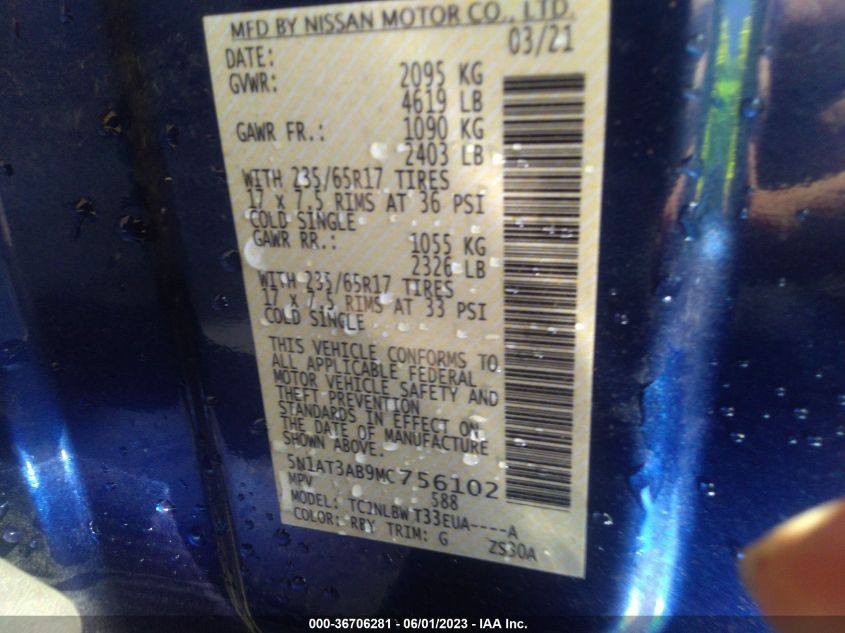 MFD BY NISSAN MOTOR CO., LTD.
DATE: 03/21
GVWR: 2095 KG
4619 LB
GAWR FR.: 1090 KG
2403 LB
WITH 235/65R17 TIRES
17 X 7.5 RIMS AT 36 PSI
COLD SINGLE
GAWR RR.: 1055 KG
2326 LB
WITH 235/65R17 TIRES
17 X 7.5 RIMS AT 33 PSI
COLD SINGLE
THIS VEHICLE CONFORMS TO
ALL APPLICABLE FEDERAL
MOTOR VEHICLE SAFETY AND
THEFT PREVENTION
STANDARDS IN EFFECT ON
THE DATE OF MANUFACTURE
SHOWN ABOVE.
5N1AT3AB9MC756102
MPV 588
MODEL: TCJNLBW T33EUA----A
COLOR: RBY TRIM: G ZS30A
000-36706281 - 06/01/2023 - IAA Inc.